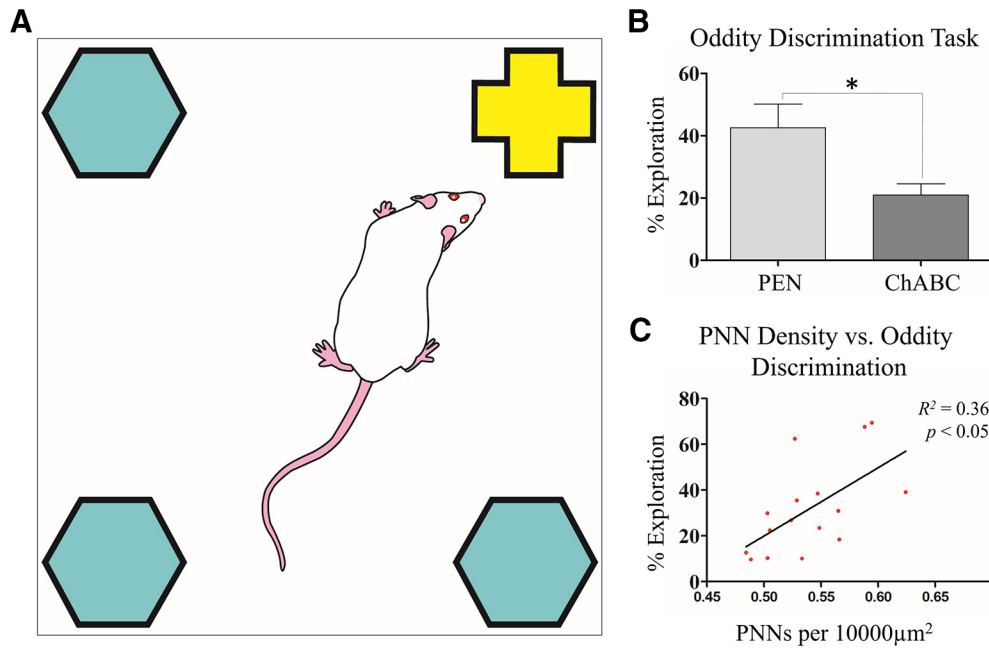 A
B
Oddity Discrimination Task
% Exploration
60
40
20
0
*
PEN
ChABC
C
PNN Density vs. Oddity
Discrimination
% Exploration
80
60
40
20
0
R² = 0.36
p < 0.05
0.45
0.50
0.55
0.60
0.65
PNNs per 10000µm²